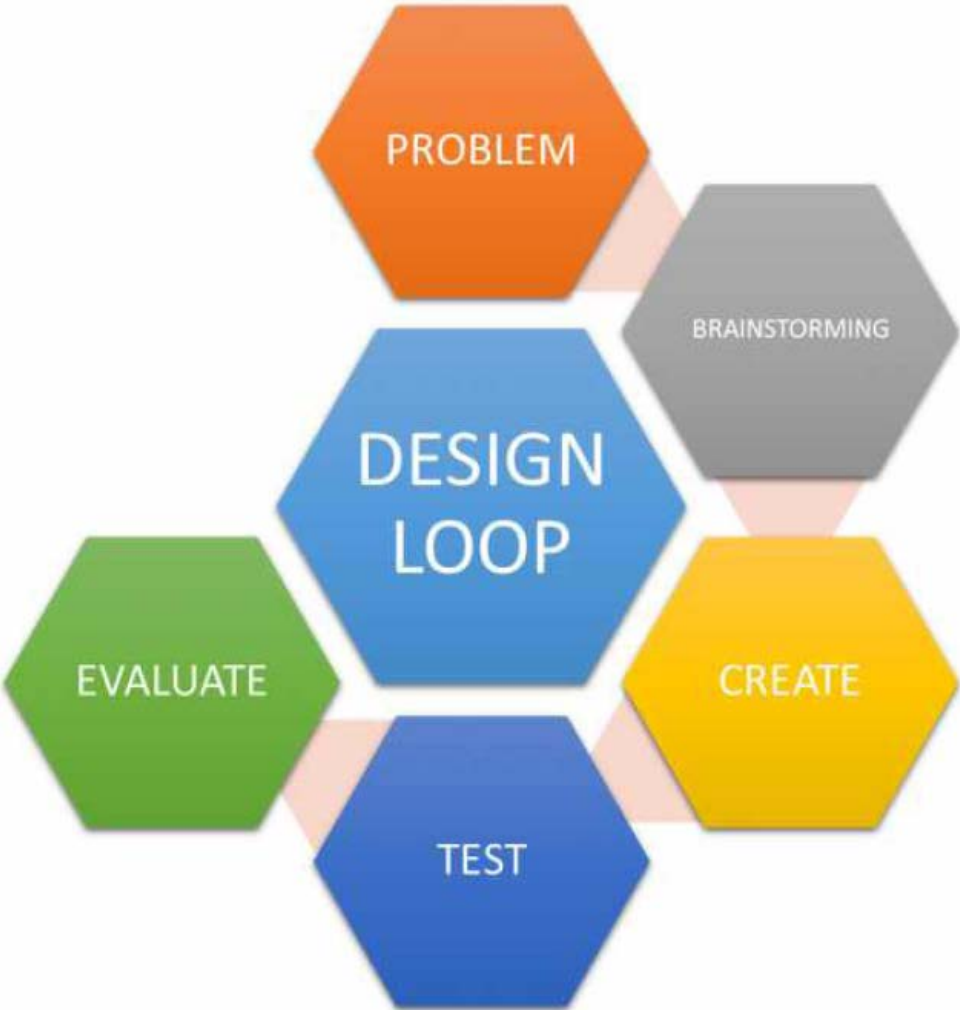 PROBLEM
BRAINSTORMING
DESIGN
LOOP
EVALUATE
CREATE
TEST